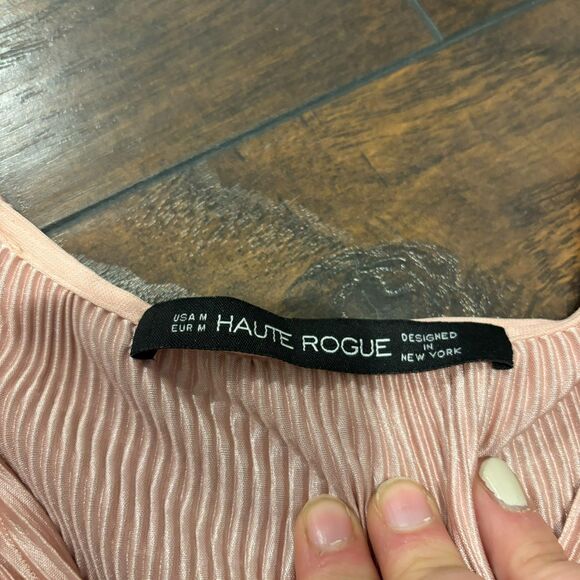 USA M
EUR M
HAUTE ROGUE
DESIGNED
IN
NEW YORK